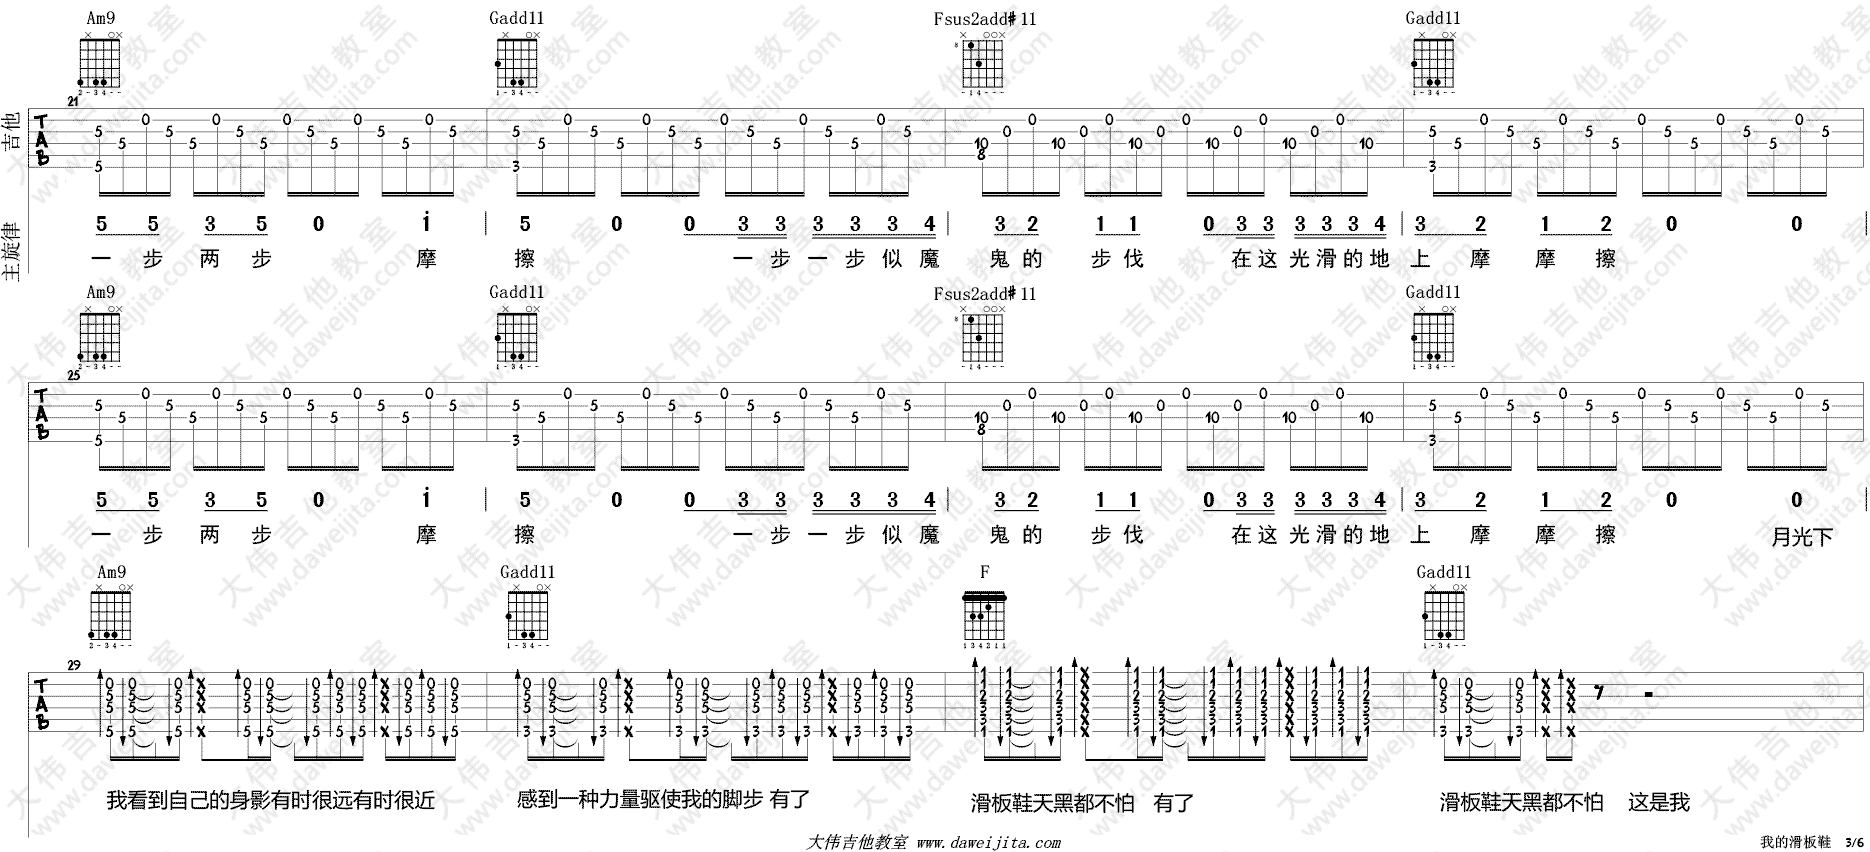 Am9 Gadd11 Fsus2add#11 Gadd11
吉他
21
TAB
主旋律
5 5 3 5 0 i | 5 0 0 3 3 3 3 3 4 | 3 2 1 1 0 3 3 3 3 3 4 | 3 2 1 2 0 0 |
一 步 两 步 摩 擦 一 步 一 步 似 魔 鬼 的 步 伐 在 这 光 滑 的 地 上 摩 摩 擦
Am9 Gadd11 Fsus2add#11 Gadd11
25
TAB
5 5 3 5 0 i | 5 0 0 3 3 3 3 3 4 | 3 2 1 1 0 3 3 3 3 3 4 | 3 2 1 2 0 0 |
一 步 两 步 摩 擦 一 步 一 步 似 魔 鬼 的 步 伐 在 这 光 滑 的 地 上 摩 摩 擦 月光下
Am9 Gadd11 F Gadd11
29
TAB
我看到自己的身影有时很远有时很近 感到一种力量驱使我的脚步 有了 滑板鞋天黑都不怕 有了 滑板鞋天黑都不怕 这是我
大伟吉他教室 www.daweijita.com
我的滑板鞋 3/6